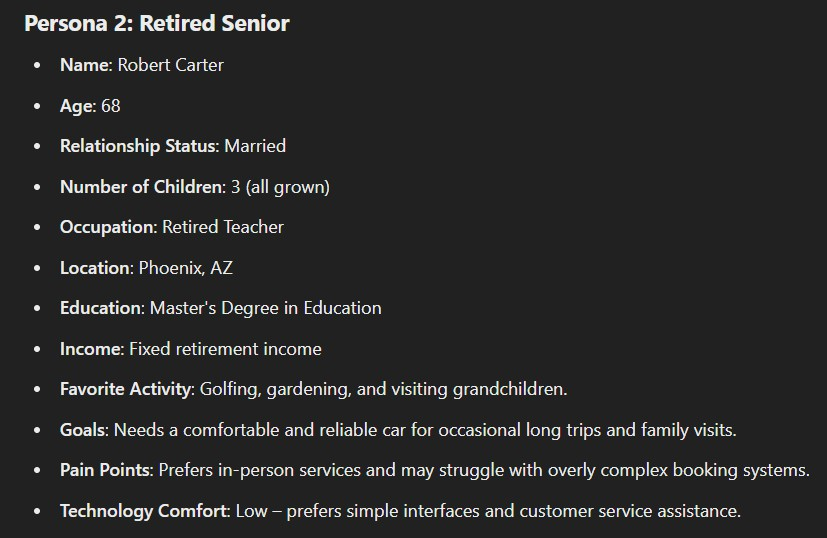 Persona 2: Retired Senior
• Name: Robert Carter
• Age: 68
• Relationship Status: Married
• Number of Children: 3 (all grown)
• Occupation: Retired Teacher
• Location: Phoenix, AZ
• Education: Master's Degree in Education
• Income: Fixed retirement income
• Favorite Activity: Golfing, gardening, and visiting grandchildren.
• Goals: Needs a comfortable and reliable car for occasional long trips and family visits.
• Pain Points: Prefers in-person services and may struggle with overly complex booking systems.
• Technology Comfort: Low – prefers simple interfaces and customer service assistance.